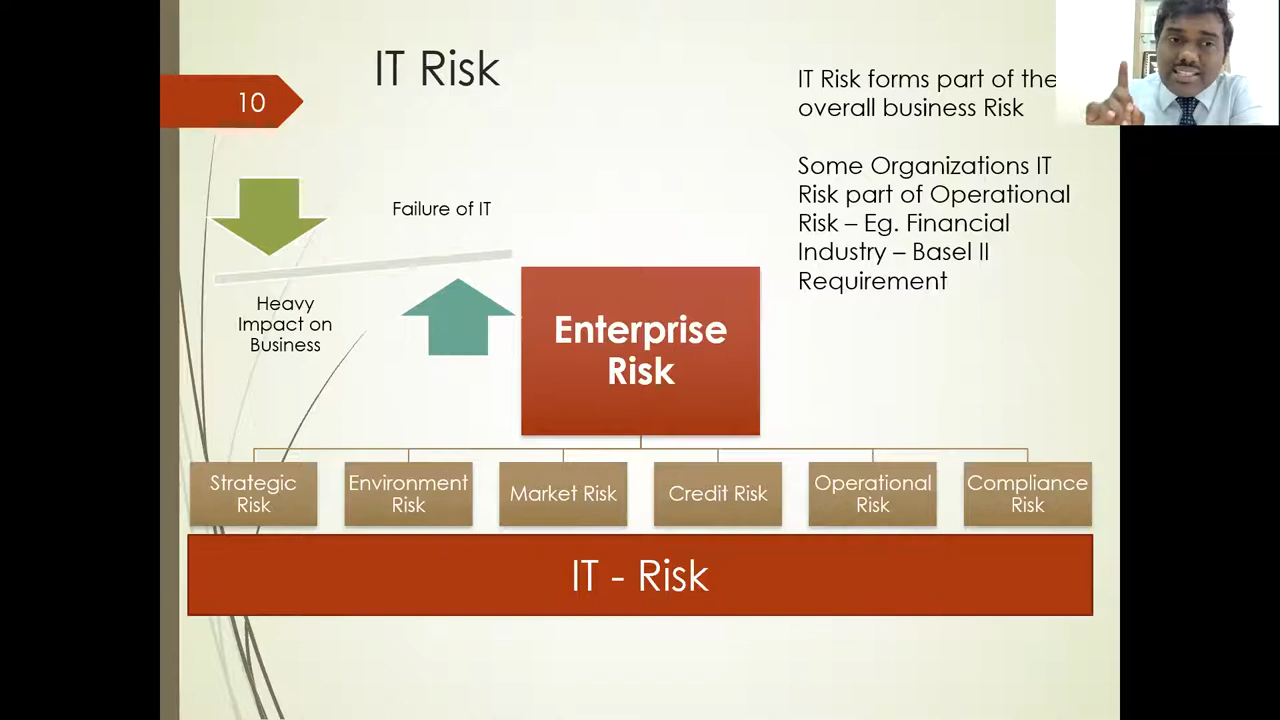 IT Risk
10
IT Risk forms part of the
overall business Risk
Some Organizations IT
Risk part of Operational
Risk – Eg. Financial
Industry – Basel II
Requirement
Failure of IT
Heavy
Impact on
Business
Enterprise
Risk
Strategic
Risk
Environment
Risk
Market Risk
Credit Risk
Operational
Risk
Compliance
Risk
IT - Risk